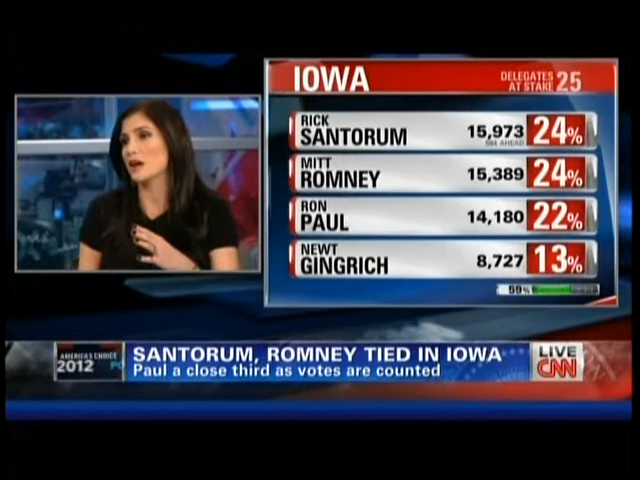 IOWA
DELEGATES
AT STAKE 25
RICK
SANTORUM 15,973 24%
584 AHEAD
MITT
ROMNEY 15,389 24%
RON
PAUL 14,180 22%
NEWT
GINGRICH 8,727 13%
59%
AMERICA'S CHOICE
2012
SANTORUM, ROMNEY TIED IN IOWA
Paul a close third as votes are counted
LIVE
CNN